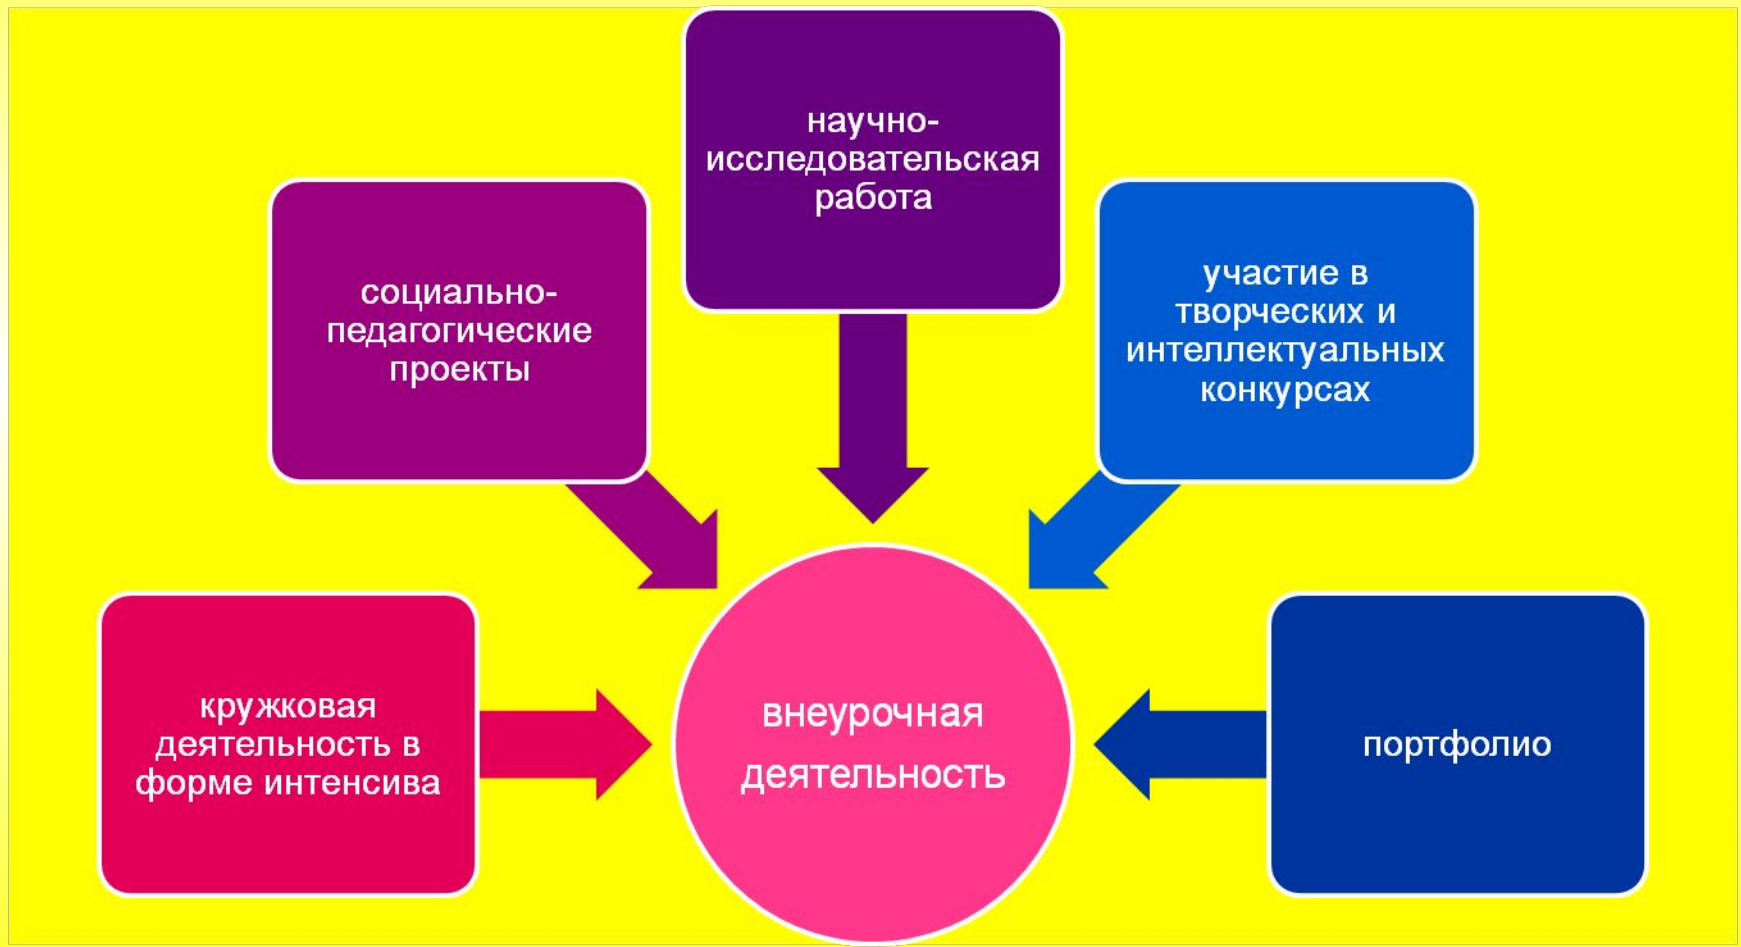 научно-
исследовательская
работа
социально-
педагогические
проекты
участие в
творческих и
интеллектуальных
конкурсах
кружковая
деятельность в
форме интенсива
внеурочная
деятельность
портфолио